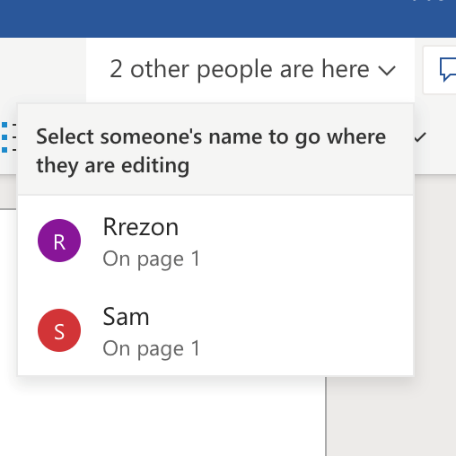 2 other people are here
Select someone's name to go where
they are editing
R
Rrezon
On page 1
S
Sam
On page 1